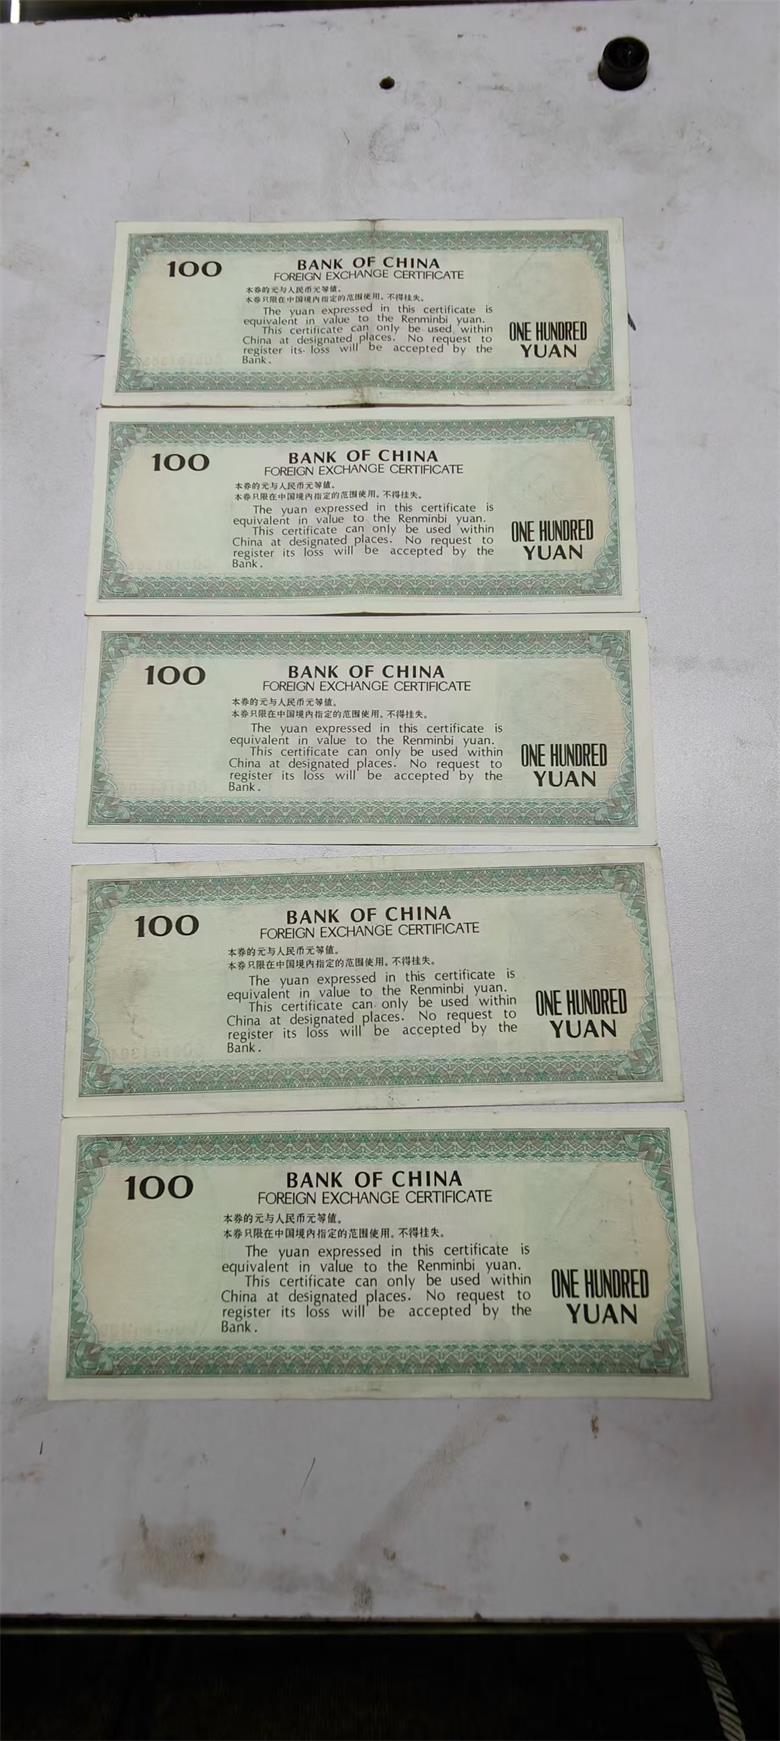 100
BANK OF CHINA
FOREIGN EXCHANGE CERTIFICATE
本券的元与人民币元等值。
本券只限在中国境内指定的范围使用。不得挂失。
The yuan expressed in this certificate is
equivalent in value to the Renminbi yuan.
This certificate can only be used within
China at designated places. No request to
register its loss will be accepted by the
Bank.
ONE HUNDRED
YUAN
100
BANK OF CHINA
FOREIGN EXCHANGE CERTIFICATE
本券的元与人民币元等值。
本券只限在中国境内指定的范围使用。不得挂失。
The yuan expressed in this certificate is
equivalent in value to the Renminbi yuan.
This certificate can only be used within
China at designated places. No request to
register its loss will be accepted by the
Bank.
ONE HUNDRED
YUAN
100
BANK OF CHINA
FOREIGN EXCHANGE CERTIFICATE
本券的元与人民币元等值。
本券只限在中国境内指定的范围使用。不得挂失。
The yuan expressed in this certificate is
equivalent in value to the Renminbi yuan.
This certificate can only be used within
China at designated places. No request to
register its loss will be accepted by the
Bank.
ONE HUNDRED
YUAN
100
BANK OF CHINA
FOREIGN EXCHANGE CERTIFICATE
本券的元与人民币元等值。
本券只限在中国境内指定的范围使用。不得挂失。
The yuan expressed in this certificate is
equivalent in value to the Renminbi yuan.
This certificate can only be used within
China at designated places. No request to
register its loss will be accepted by the
Bank.
ONE HUNDRED
YUAN
100
BANK OF CHINA
FOREIGN EXCHANGE CERTIFICATE
本券的元与人民币元等值。
本券只限在中国境内指定的范围使用。不得挂失。
The yuan expressed in this certificate is
equivalent in value to the Renminbi yuan.
This certificate can only be used within
China at designated places. No request to
register its loss will be accepted by the
Bank.
ONE HUNDRED
YUAN